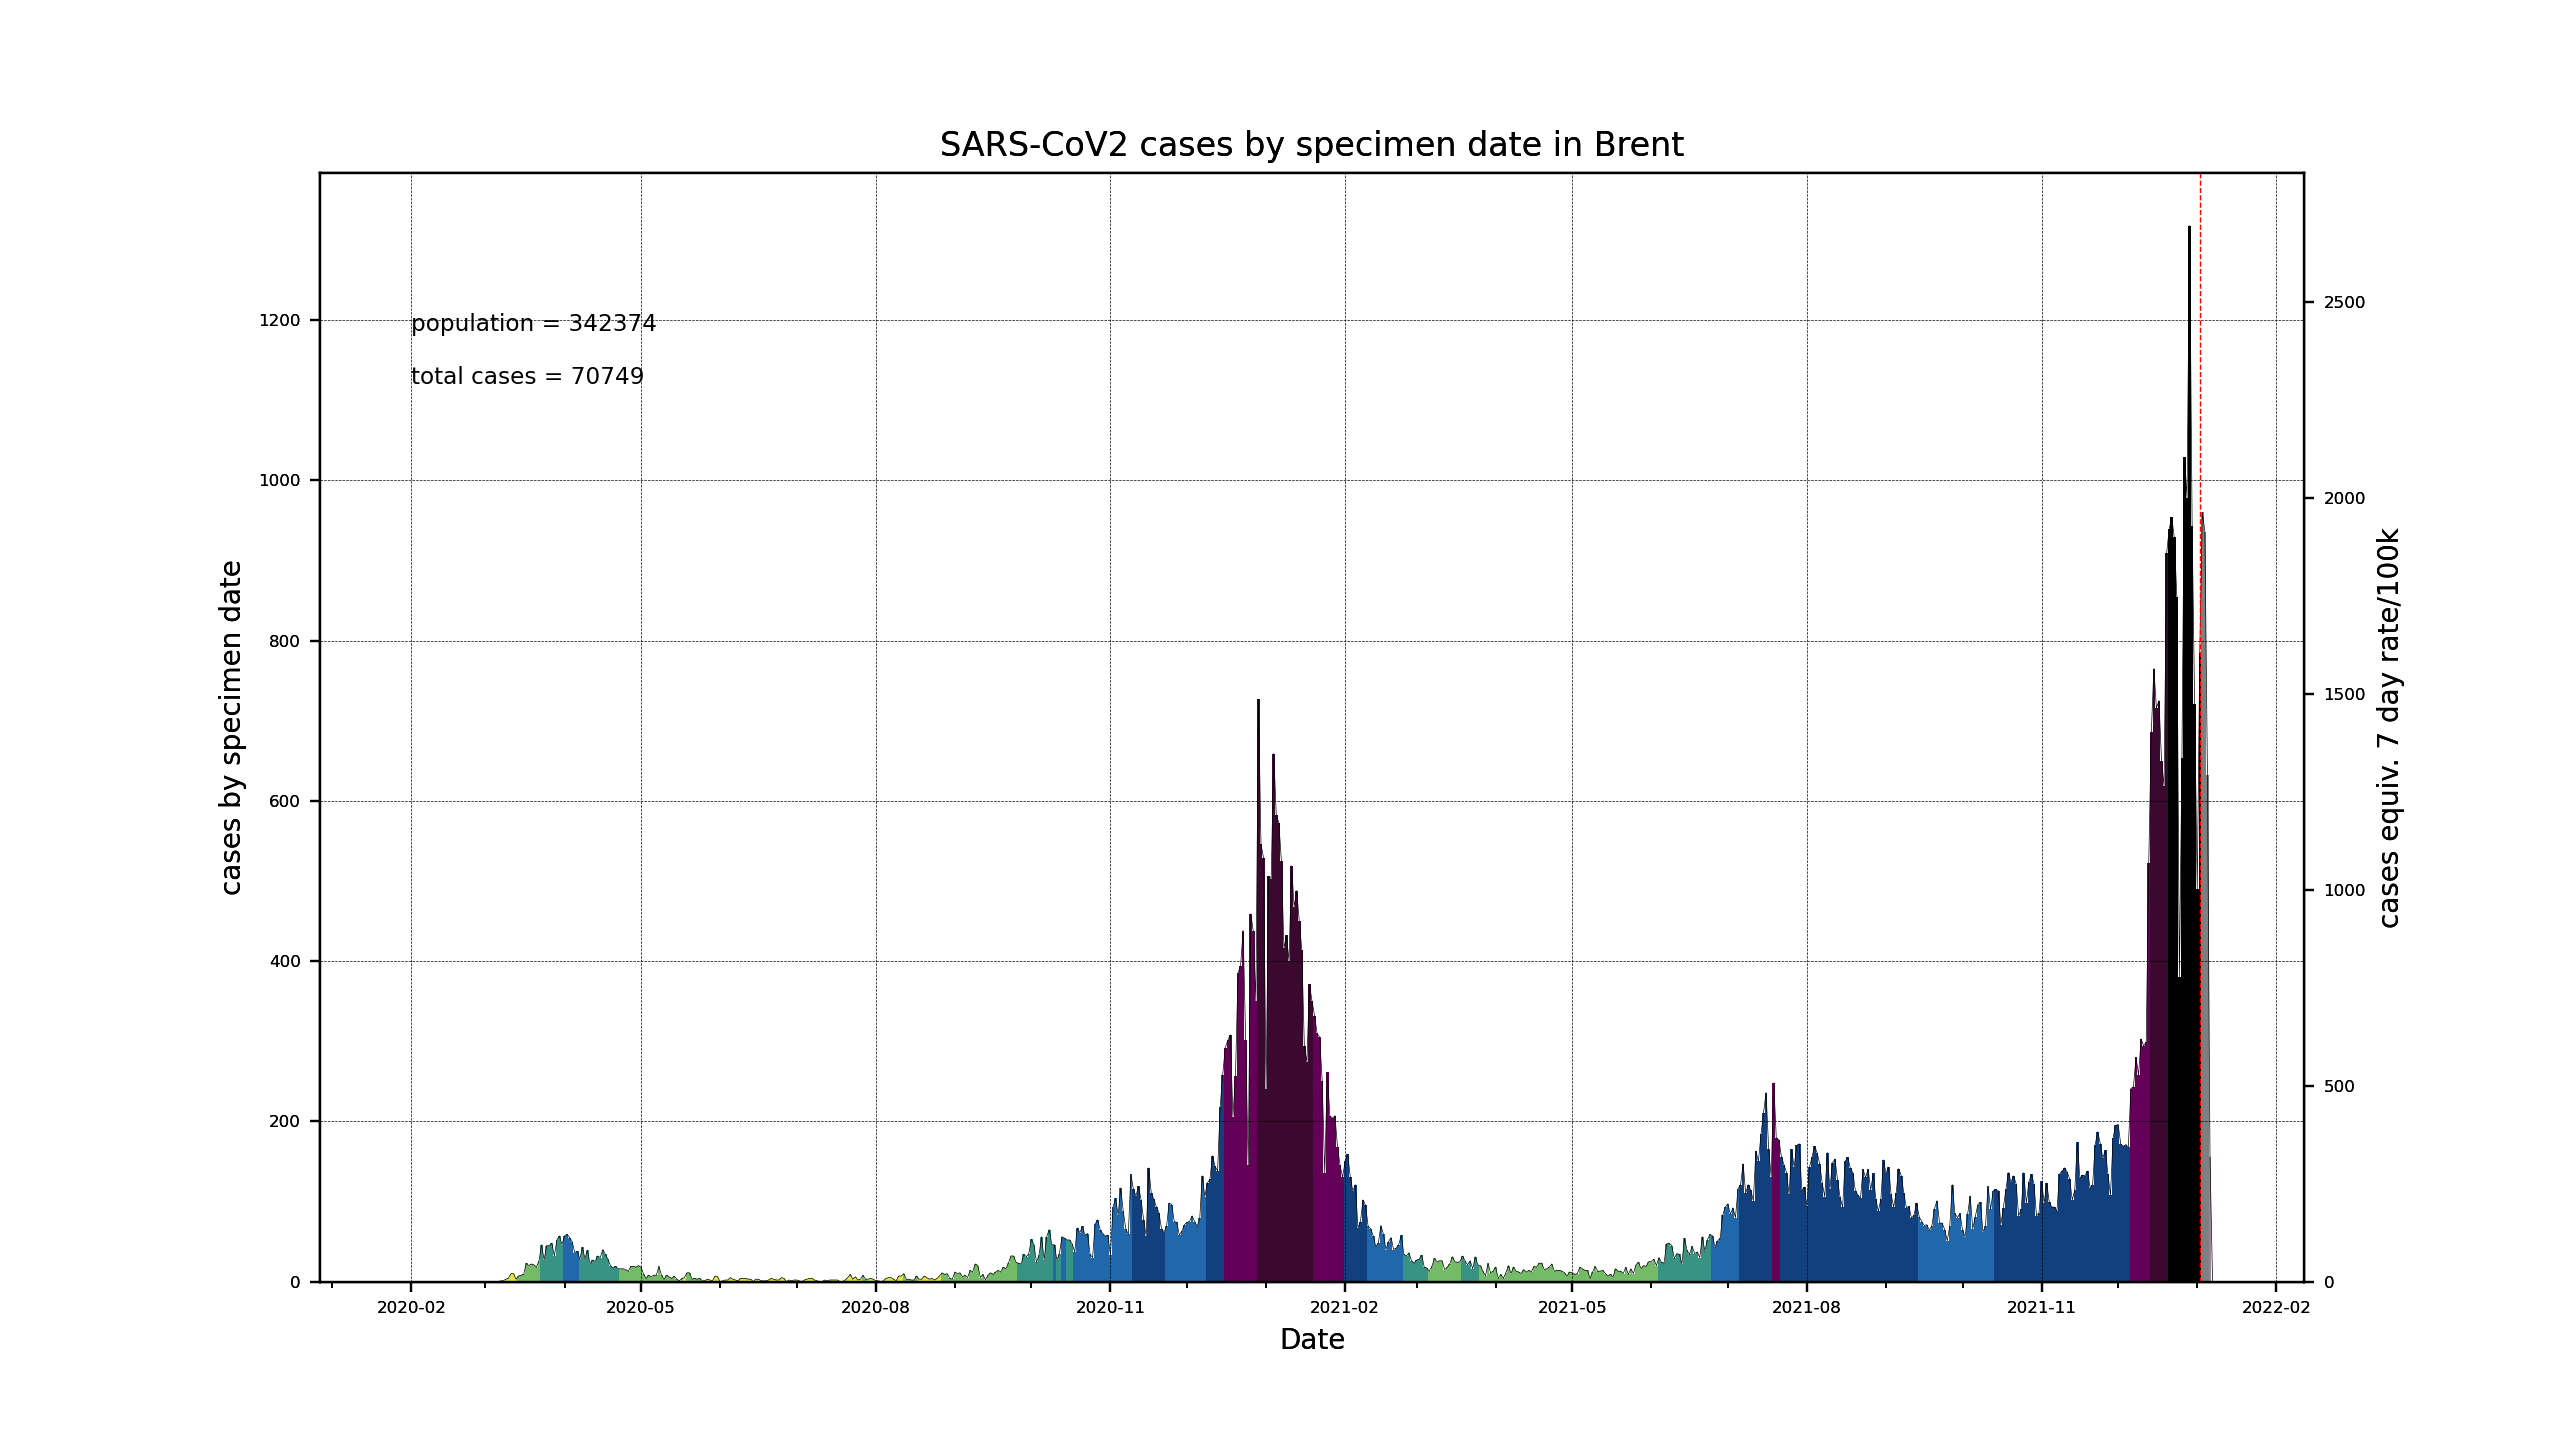 SARS-CoV2 cases by specimen date in Brent
population = 342374
total cases = 70749
cases by specimen date
1200
1000
800
600
400
200
0
2500
2000
1500
1000
500
0
cases equiv. 7 day rate/100k
2020-02 2020-05 2020-08 2020-11 2021-02 2021-05 2021-08 2021-11 2022-02
Date